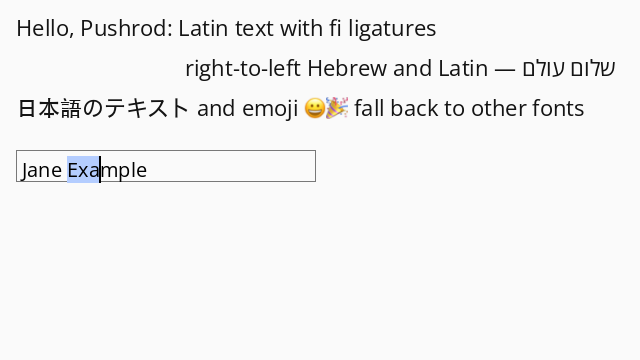 Hello, Pushrod: Latin text with fi ligatures
שלום עולם — right-to-left Hebrew and Latin
日本語のテキスト and emoji 😀🎉 fall back to other fonts
Jane Example